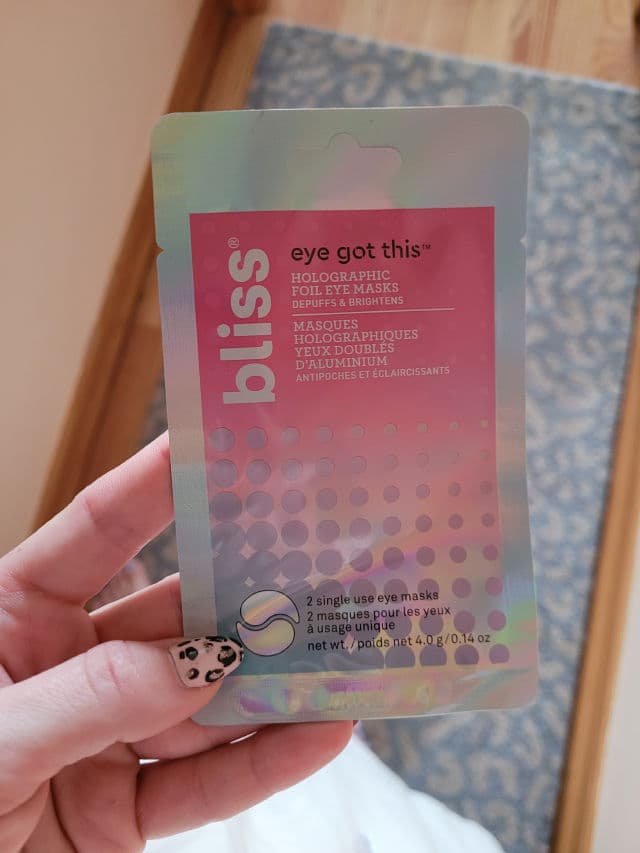 bliss®
eye got this™
HOLOGRAPHIC
FOIL EYE MASKS
DEPUFFS & BRIGHTENS
MASQUES
HOLOGRAPHIQUES
YEUX DOUBLÉS
D'ALUMINIUM
ANTIPOCHES ET ÉCLAIRCISSANTS
2 single use eye masks
2 masques pour les yeux
à usage unique
net wt./poids net 4.0 g/0.14 oz